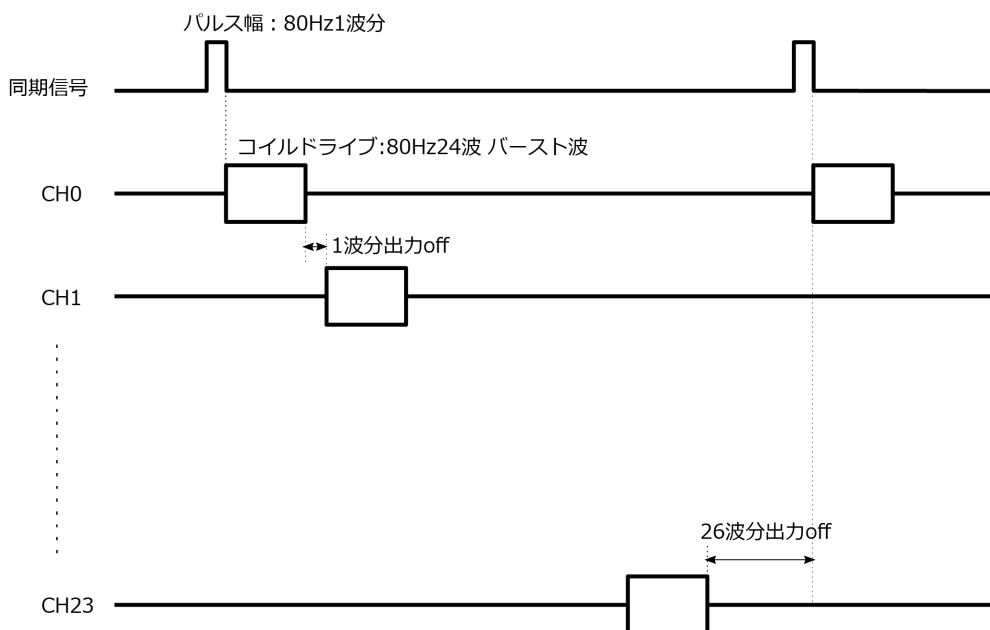 パルス幅：80Hz1波分
同期信号
コイルドライブ:80Hz24波 バースト波
CH0
1波分出力off
CH1
26波分出力off
CH23